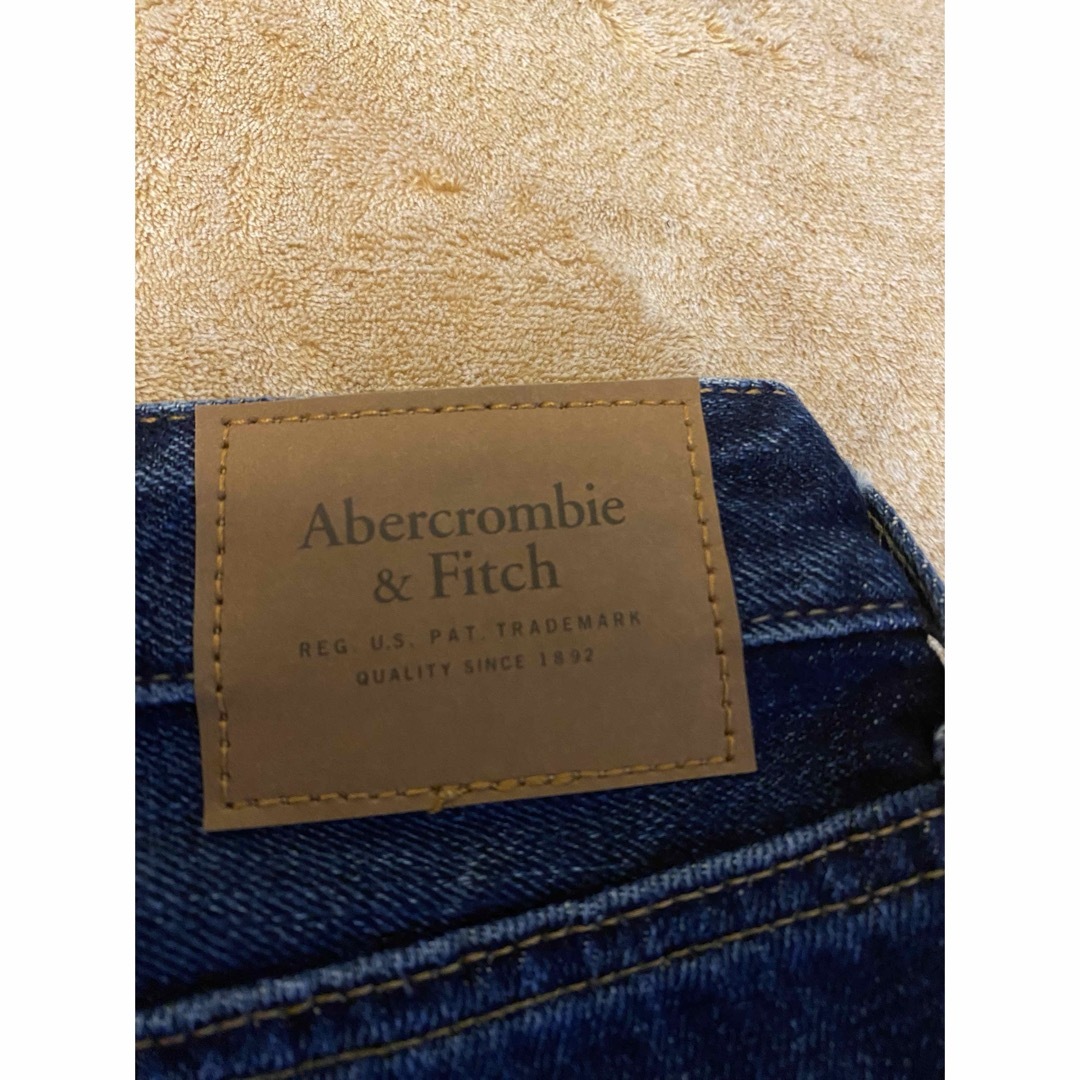 Abercrombie
& Fitch
REG. U.S. PAT. TRADEMARK
QUALITY SINCE 1892